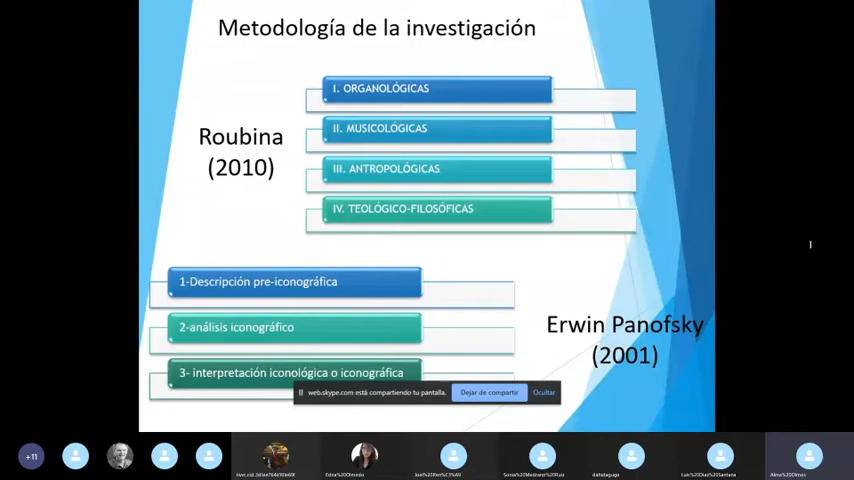 Metodología de la investigación
I. ORGANOLÓGICAS
II. MUSICOLÓGICAS
III. ANTROPOLÓGICAS
IV. TEOLÓGICO-FILOSÓFICAS
Roubina
(2010)
1-Descripción pre-iconográfica
2-análisis iconográfico
3- interpretación iconológica o iconográfica
Erwin Panofsky
(2001)
web.skype.com está compartiendo tu pantalla.
Dejar de compartir
Ocultar
+11
Edna%20Olmedo
Sonia%20Medrano%20Ruiz
Luis%20Diaz%20Santana
Alma%20Olmos